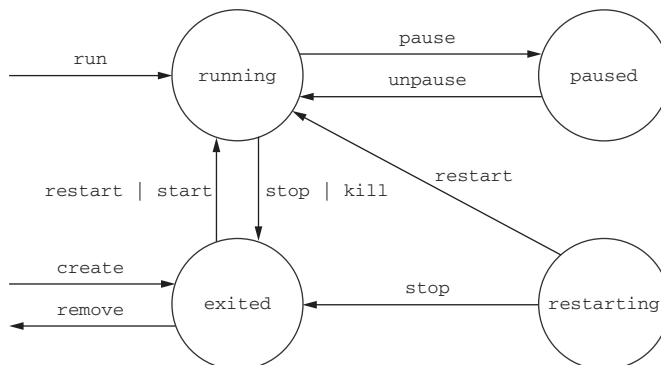 pause
run
running
paused
unpause
restart
restart | start
stop | kill
create
stop
exited
restarting
remove